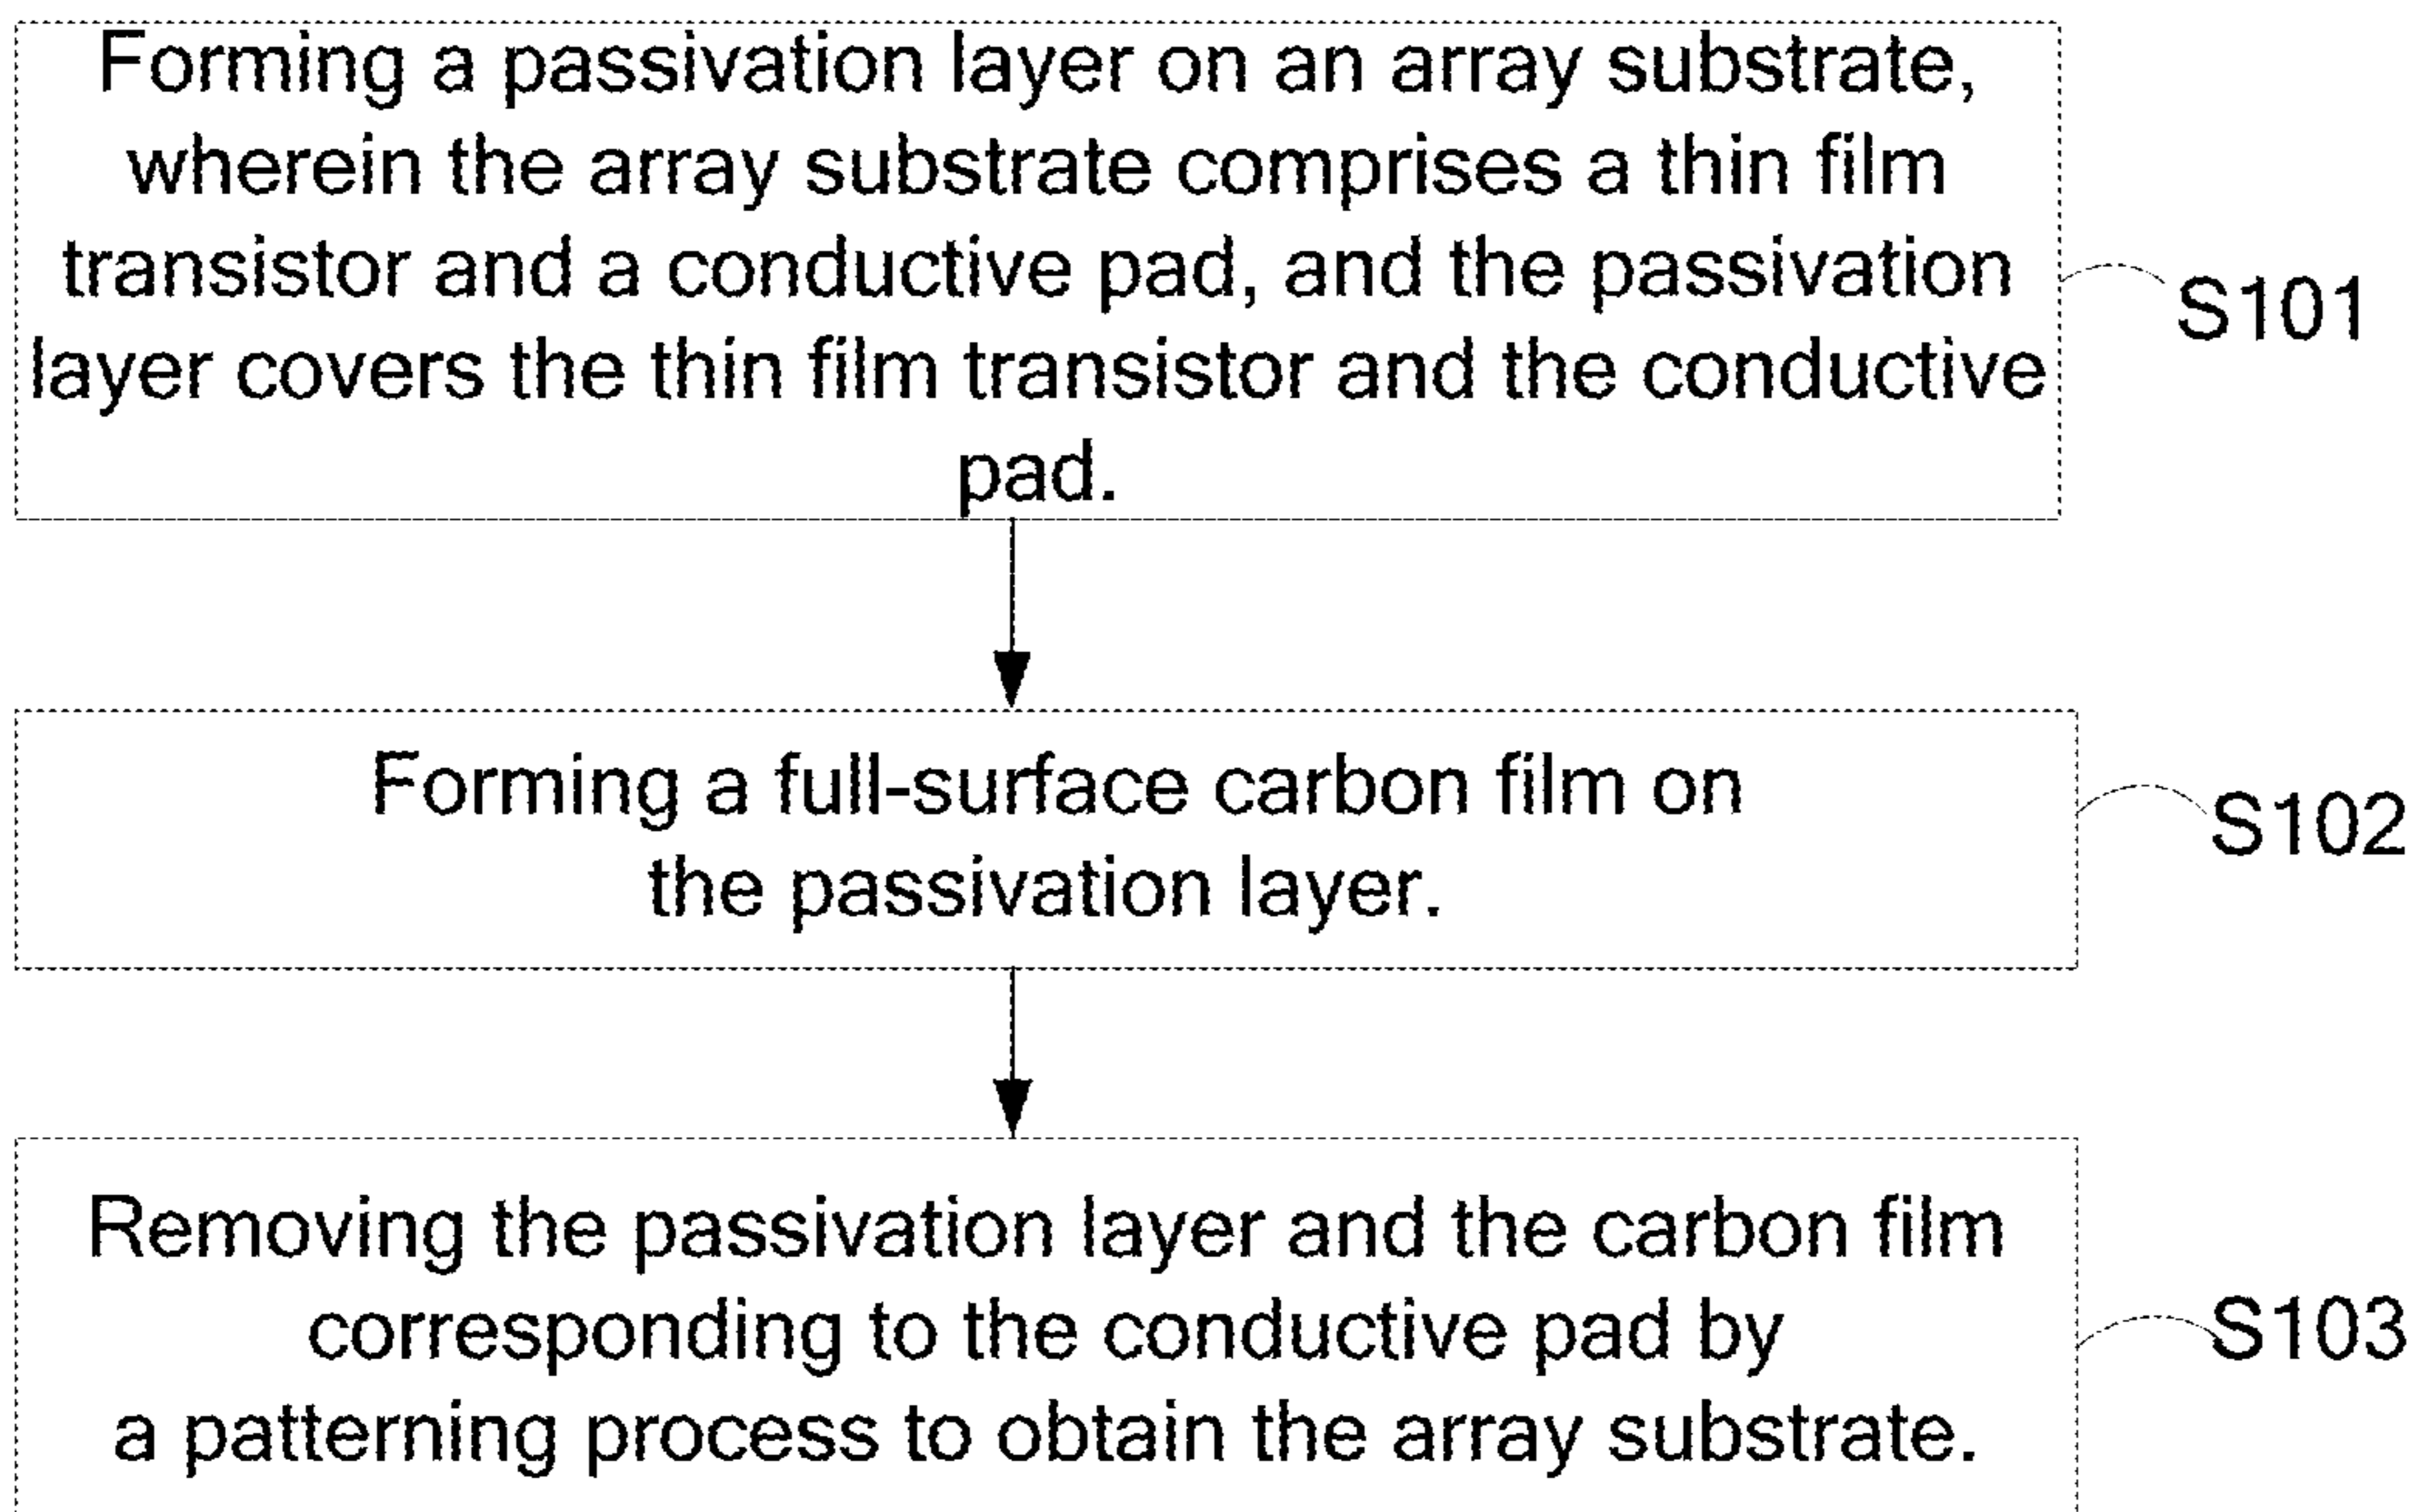 Forming a passivation layer on an array substrate,
wherein the array substrate comprises a thin film
transistor and a conductive pad, and the passivation
layer covers the thin film transistor and the conductive
pad.
S101
Forming a full-surface carbon film on
the passivation layer.
S102
Removing the passivation layer and the carbon film
corresponding to the conductive pad by
a patterning process to obtain the array substrate.
S103